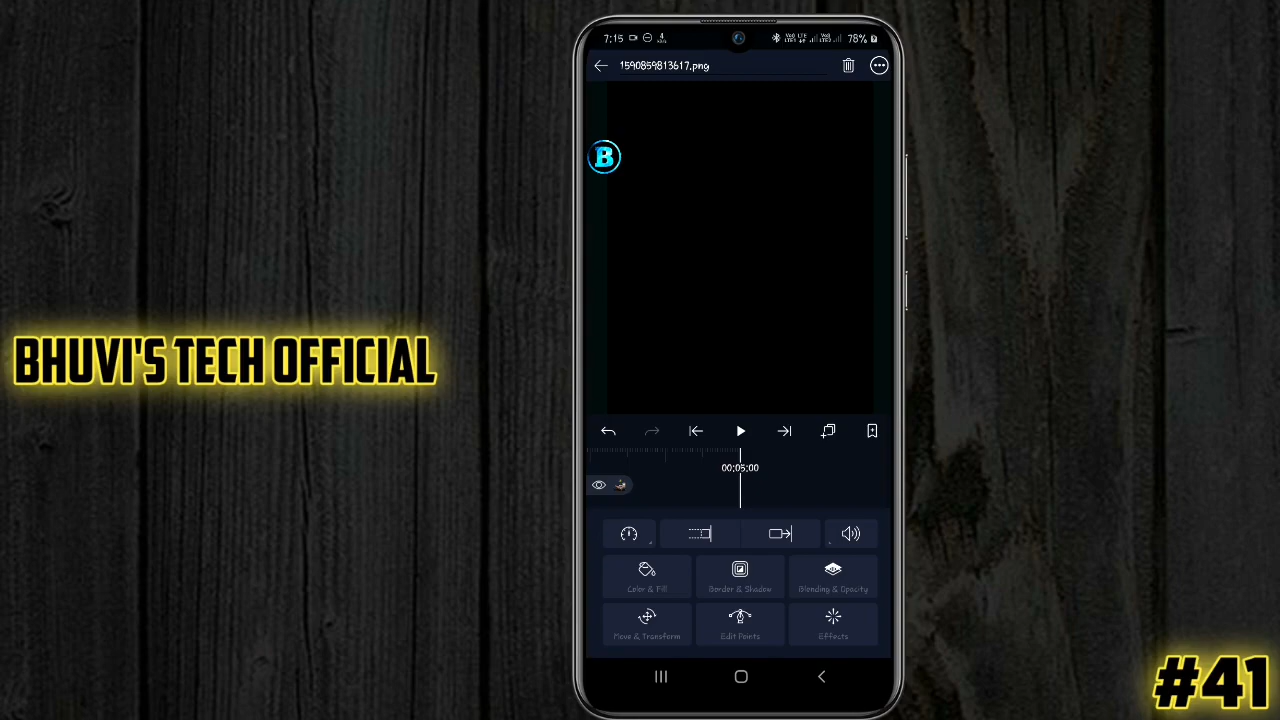 7:15
78%
1590859813617.png
B
BHUVI'S TECH OFFICIAL
00:05:00
Color & Fill
Border & Shadow
Blending & Opacity
Move & Transform
Edit Points
Effects
#41